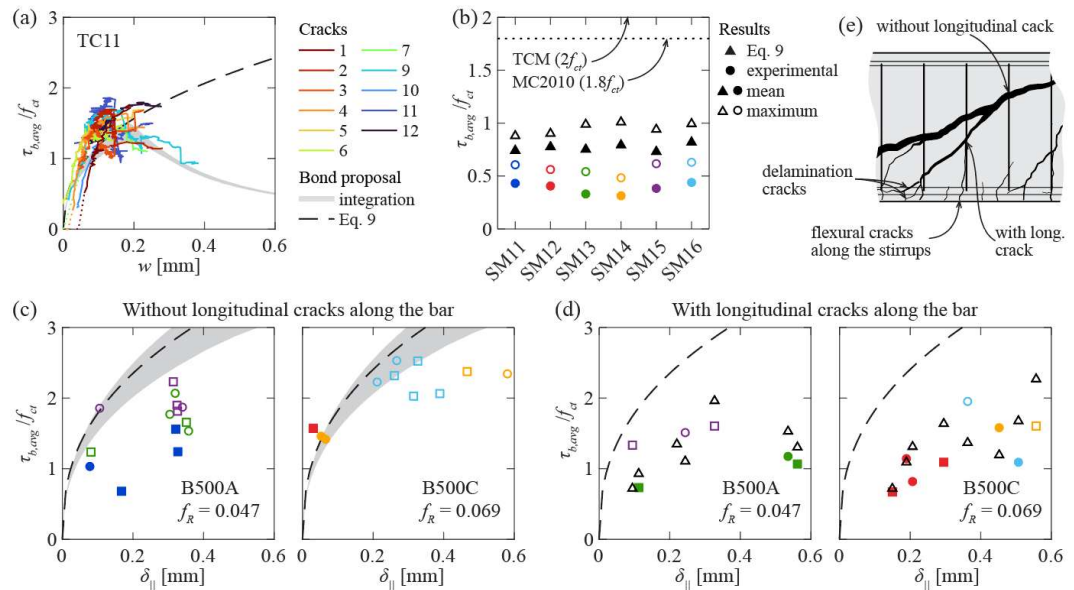 (a)
3
2
1
0
0
0.2
0.4
0.6
τb,avg /fct
w [mm]
TC11
Cracks
1
2
3
4
5
6
7
9
10
11
12
Bond proposal
integration
Eq. 9
(b)
2
1.5
1
0.5
0
τb,avg /fct
TCM (2fct)
MC2010 (1.8fct)
SM11
SM12
SM13
SM14
SM15
SM16
Results
Eq. 9
experimental
mean
maximum
(e)
without longitudinal cack
delamination
cracks
flexural cracks
along the stirrups
with long.
crack
(c)
Without longitudinal cracks along the bar
3
2
1
0
0
0.2
0.4
0.6
τb,avg /fct
δ|| [mm]
B500A
fR = 0.047
0
0.2
0.4
0.6
δ|| [mm]
B500C
fR = 0.069
(d)
With longitudinal cracks along the bar
3
2
1
0
0
0.2
0.4
0.6
τb,avg /fct
δ|| [mm]
B500A
fR = 0.047
0
0.2
0.4
0.6
δ|| [mm]
B500C
fR = 0.069